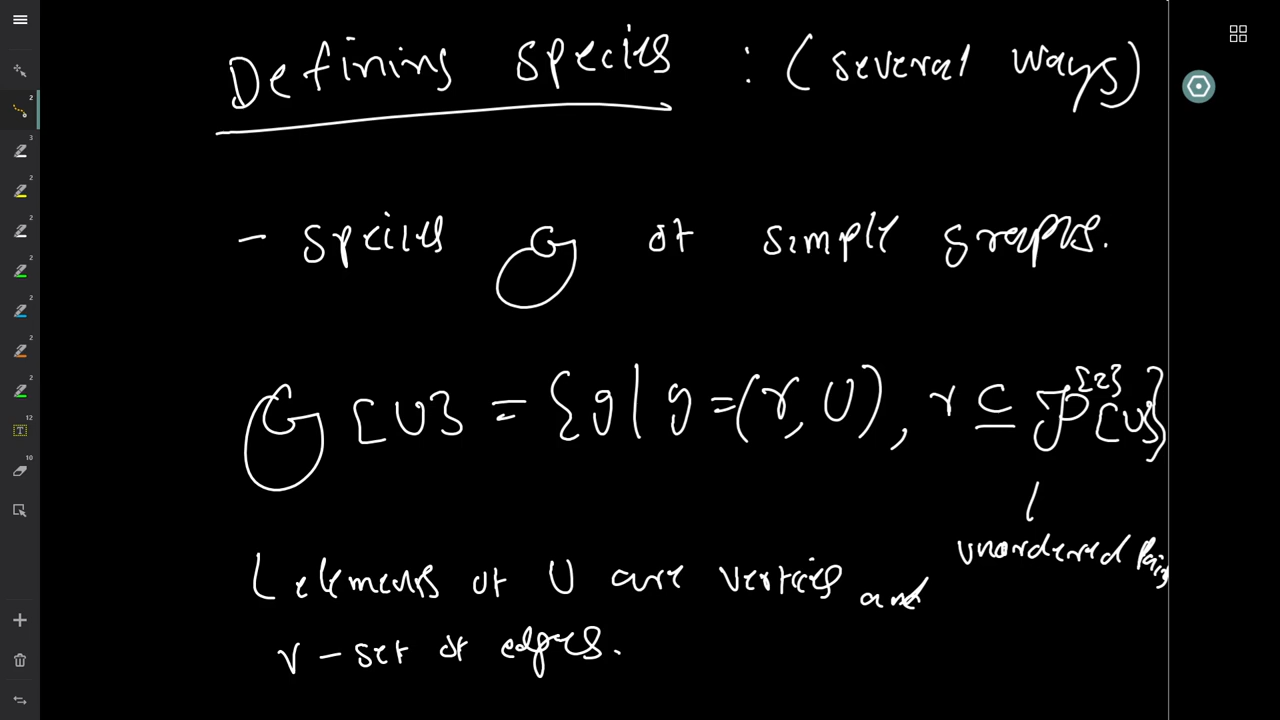 Defining species : (several ways)
- species G of simple graphs.
G [U] = {g | g = (γ, U), γ ⊆ 𝒫^[2] [U]}
unordered pairs
[elements of U are vertices and
γ - set of edges.